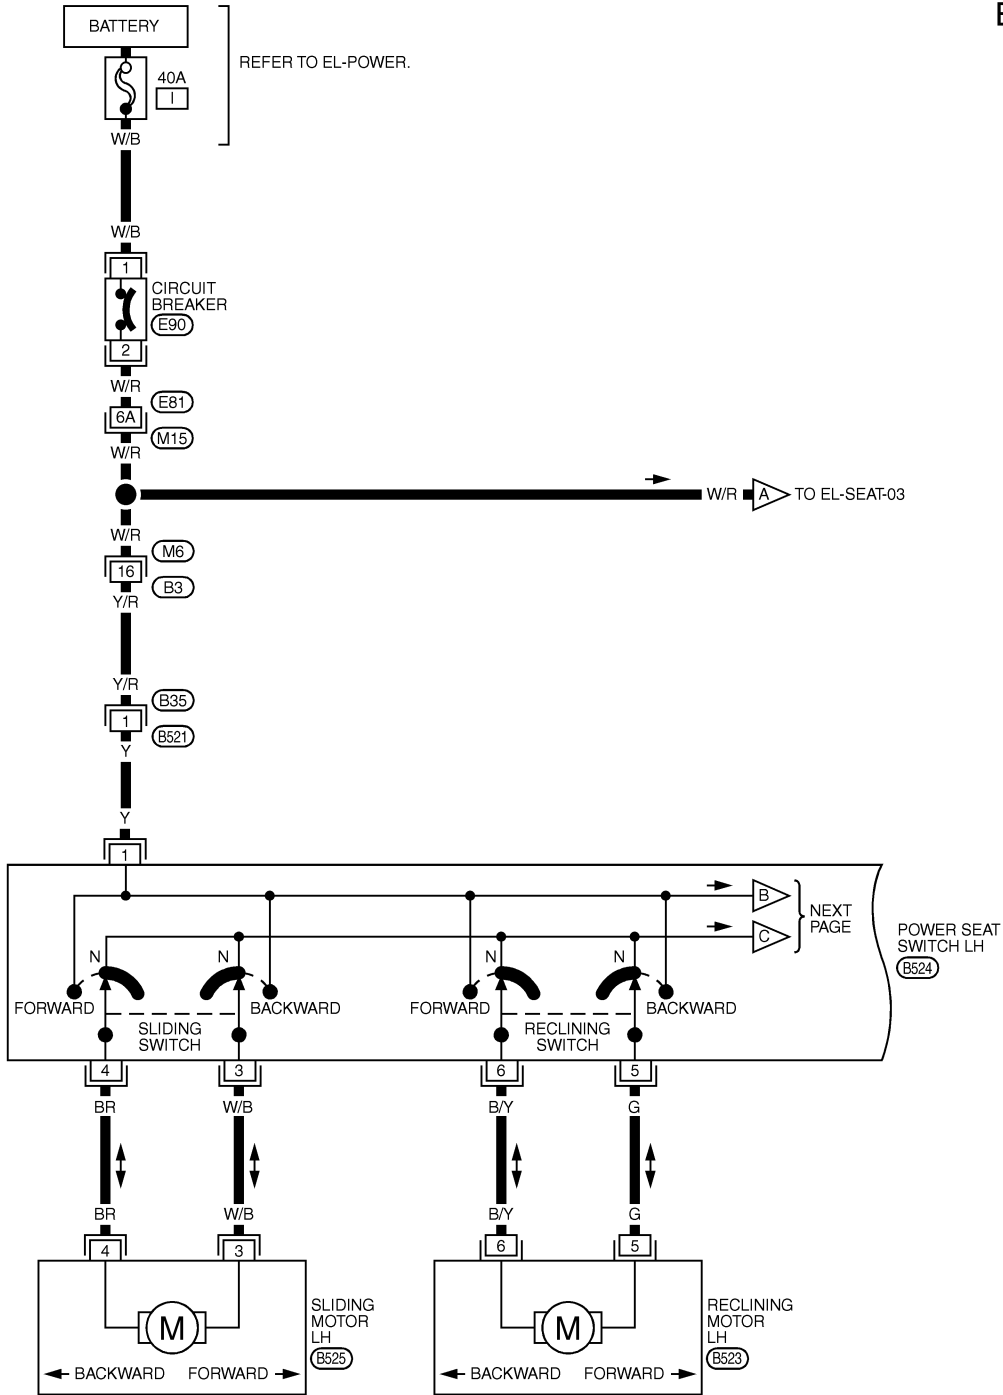 E
BATTERY
REFER TO EL-POWER.
40A
I
W/B
W/B
1
CIRCUIT
BREAKER
E90
2
W/R
E81
6A
M15
W/R
W/R
A
TO EL-SEAT-03
W/R
M6
16
B3
Y/R
Y/R
B35
1
B521
Y
Y
1
B
C
NEXT
PAGE
POWER SEAT
SWITCH LH
B524
N
N
N
N
FORWARD
BACKWARD
FORWARD
BACKWARD
SLIDING
SWITCH
RECLINING
SWITCH
4
3
6
5
BR
W/B
B/Y
G
BR
W/B
B/Y
G
4
3
6
5
M
M
SLIDING
MOTOR
LH
B525
RECLINING
MOTOR
LH
B523
BACKWARD
FORWARD
BACKWARD
FORWARD